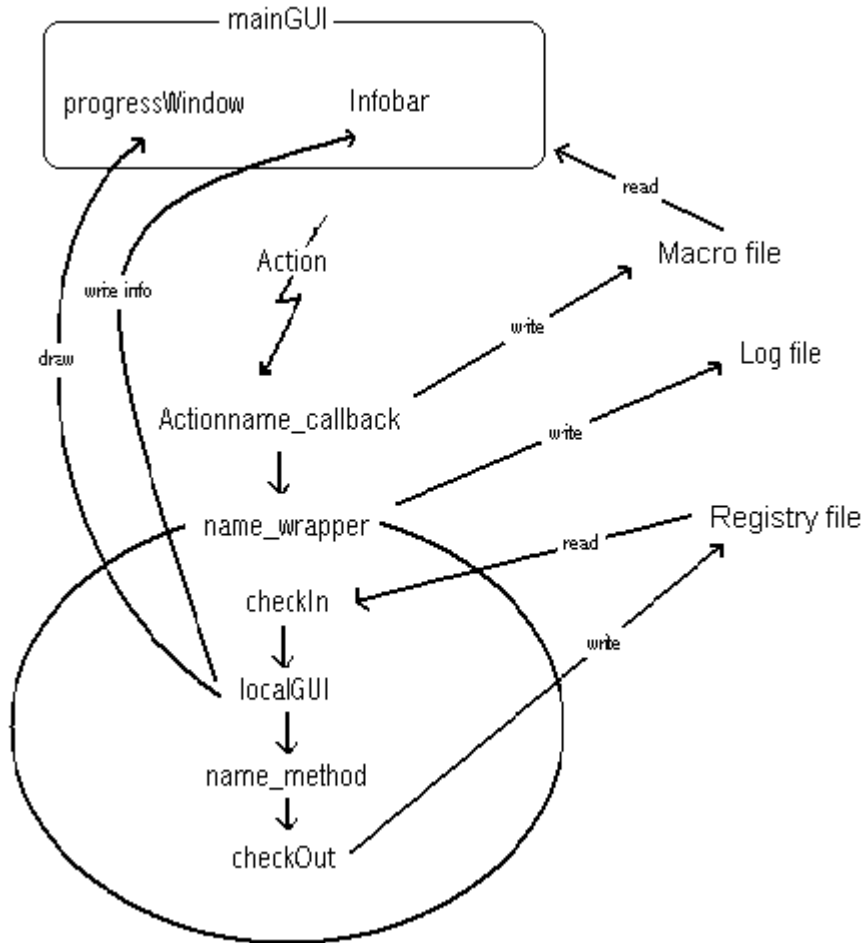 mainGUI
progressWindow
Infobar
read
Action
Macro file
write info
write
Log file
draw
Actionname_callback
write
name_wrapper
Registry file
read
checkIn
write
localGUI
name_method
checkOut